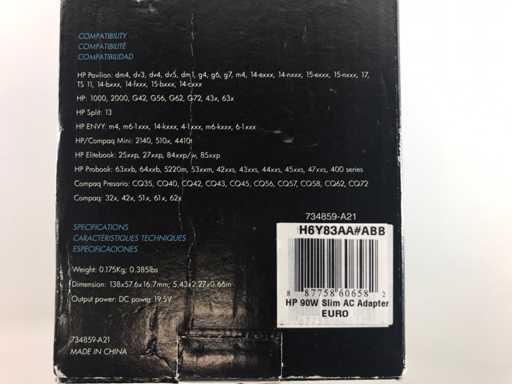 COMPATIBILITY
COMPATIBILITÉ
COMPATIBILIDAD
HP Pavilion: dm4, dv3, dv4, dv5, dm1, g4, g6, g7, m4, 14-exxx, 14-nxxx, 15-exxx, 15-nxxx, 17,
TS 11, 14-bxxx, 14-fxxx, 15-bxxx, 14-cxxx
HP: 1000, 2000, G42, G56, G62, G72, 43x, 63x
HP Split: 13
HP ENVY: m4, m6-1xxx, 14-kxxx, 4-1xxx, m6-kxxx, 6-1xxx
HP/Compaq Mini: 2140, 510x, 4410t
HP Elitebook: 25xxp, 27xxp, 84xxp/w, 85xxp
HP Probook: 63xxb, 64xxb, 5220m, 53xxm, 42xxs, 43xxs, 44xxs, 45xxs, 47xxs, 400 series
Compaq Presario: CQ35, CQ40, CQ42, CQ43, CQ45, CQ56, CQ57, CQ58, CQ62, CQ72
Compaq: 32x, 42x, 51x, 61x, 62x
SPECIFICATIONS
CARACTÉRISTIQUES TECHNIQUES
ESPECIFICACIONES
Weight: 0.175Kg; 0.385lbs
Dimension: 138x57.6x16.7mm; 5.43x2.27x0.66in
Output power: DC power 19.5V
734859-A21
MADE IN CHINA
734859-A21
H6Y83AA#ABB
8 87758 60658 2
HP 90W Slim AC Adapter
EURO